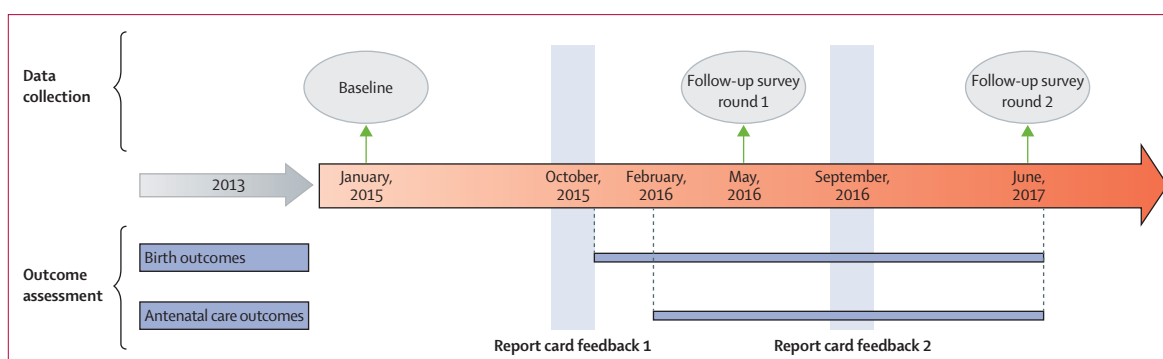 Data
collection
Baseline
Follow-up survey
round 1
Follow-up survey
round 2
2013
January,
2015
October,
2015
February,
2016
May,
2016
September,
2016
June,
2017
Outcome
assessment
Birth outcomes
Antenatal care outcomes
Report card feedback 1
Report card feedback 2